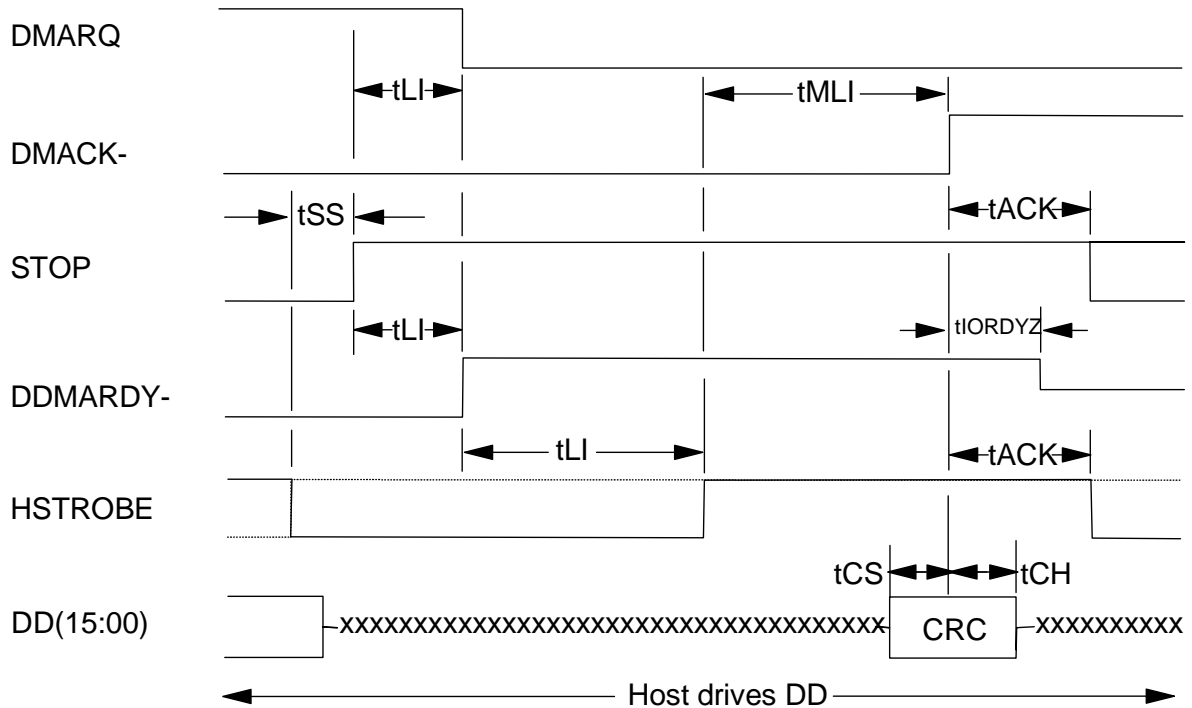 DMARQ
tLI
tMLI
DMACK-
tSS
tACK
STOP
tLI
tIORDYZ
DDMARDY-
tLI
tACK
HSTROBE
tCS
tCH
DD(15:00)
XXXXXXXXXXXXXXXXXXXXXXXXXXXXXXXXXXXXX
CRC
XXXXXXXXXX
Host drives DD